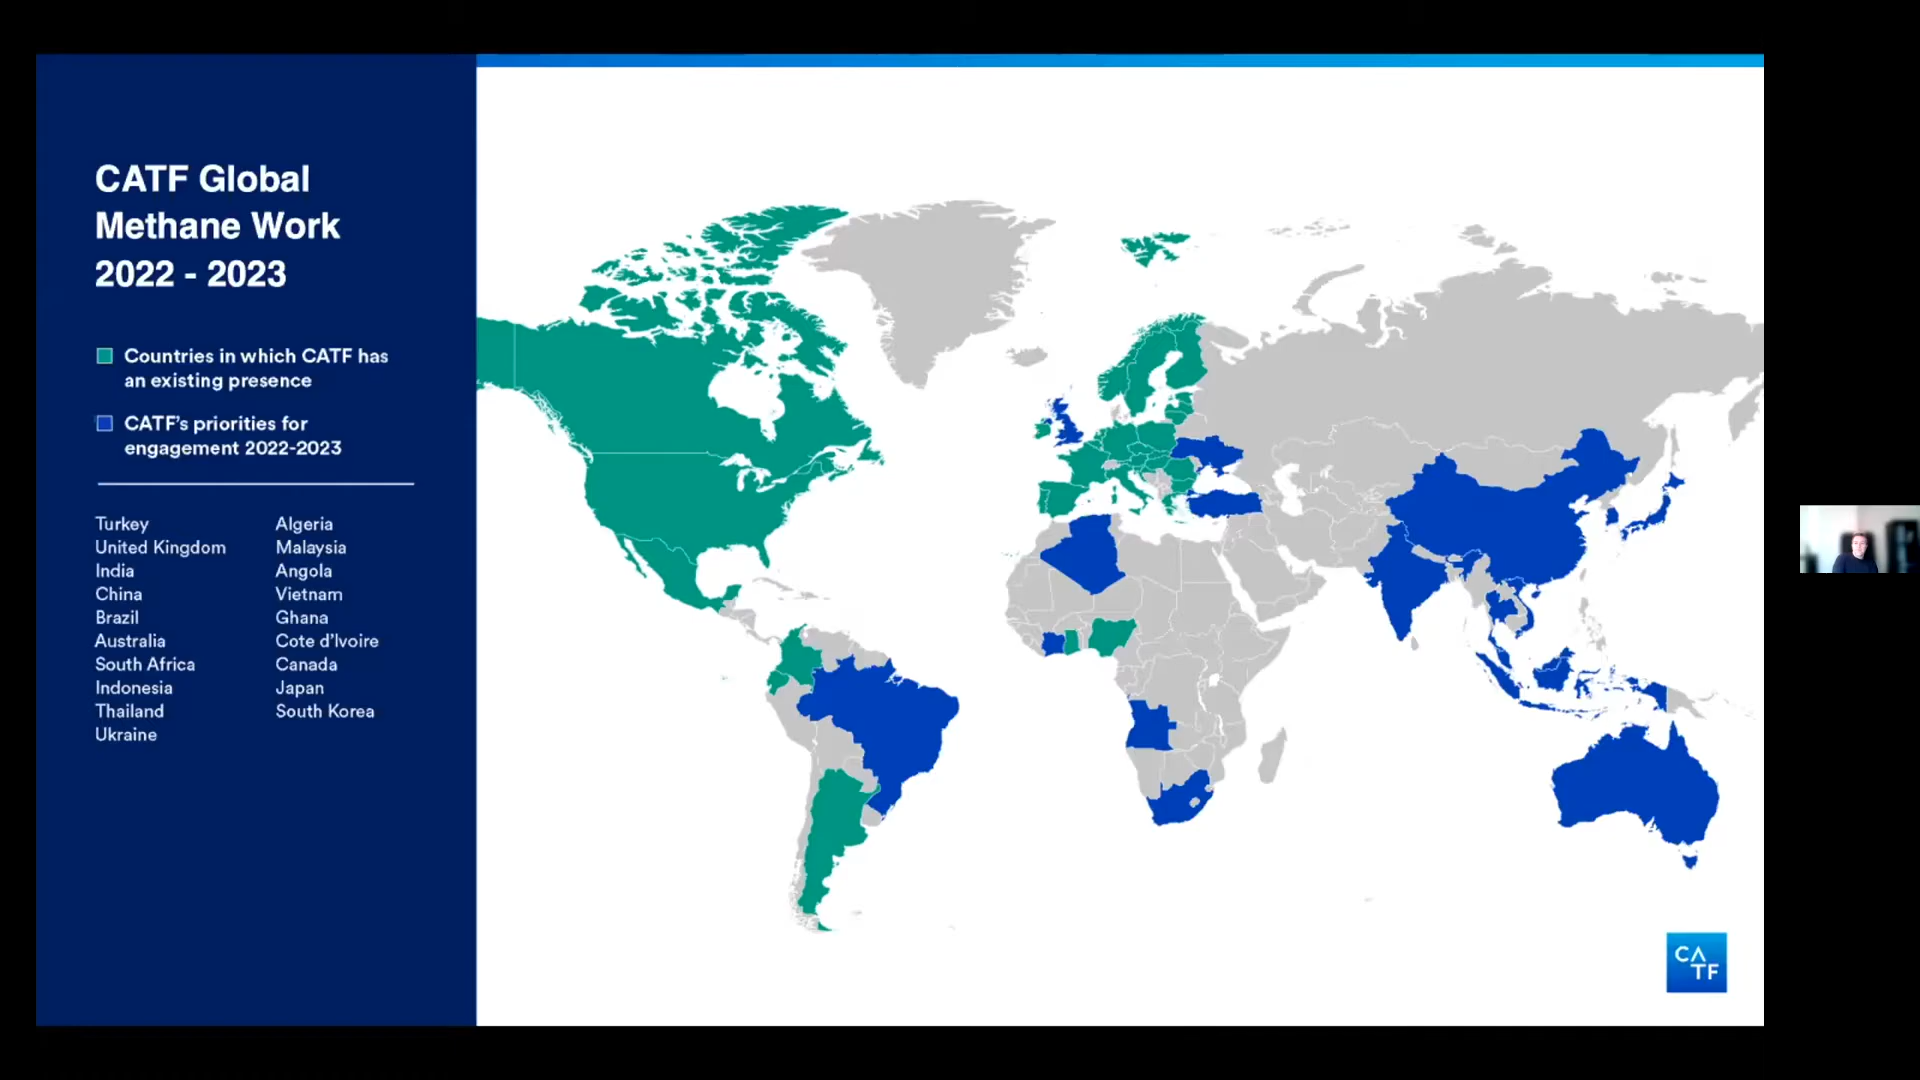 CATF Global
Methane Work
2022 - 2023
Countries in which CATF has
an existing presence
CATF's priorities for
engagement 2022-2023
Turkey
United Kingdom
India
China
Brazil
Australia
South Africa
Indonesia
Thailand
Ukraine
Algeria
Malaysia
Angola
Vietnam
Ghana
Cote d'Ivoire
Canada
Japan
South Korea
CA
TF